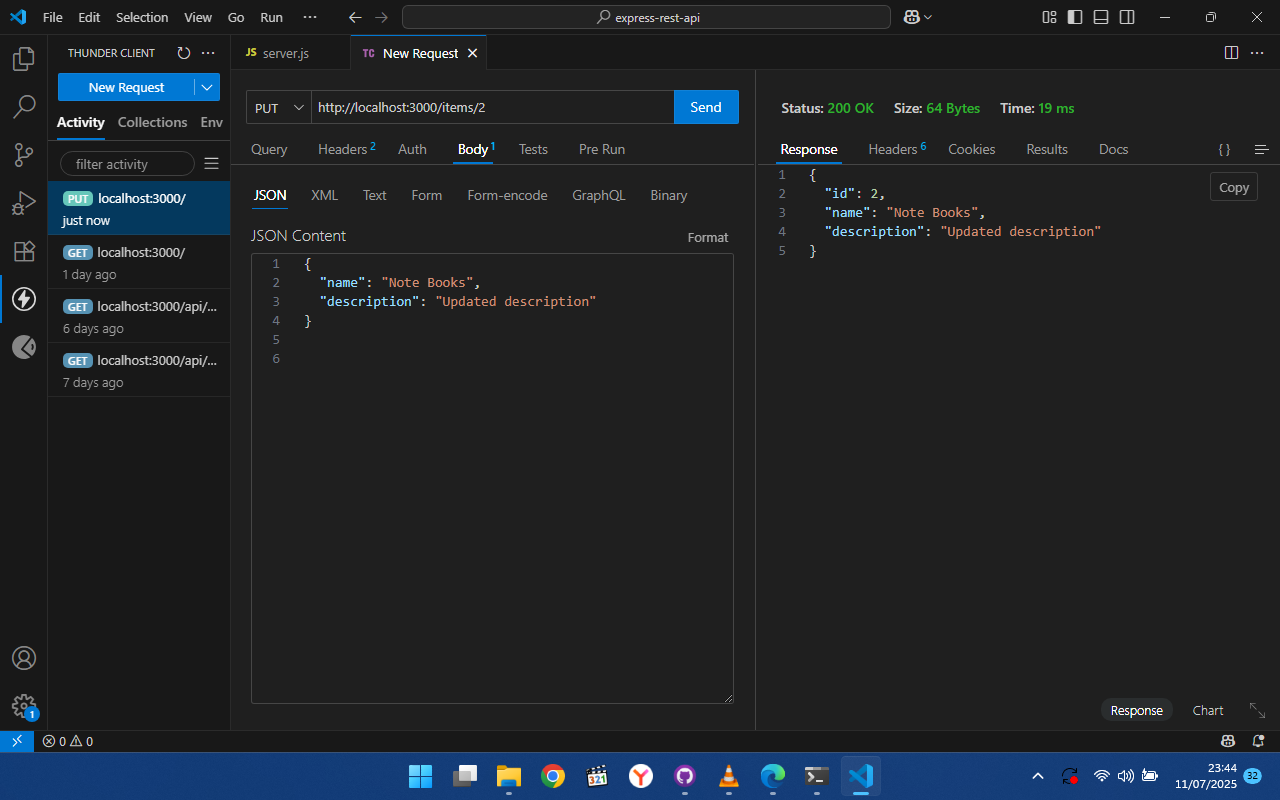 File Edit Selection View Go Run ··· express-rest-api
THUNDER CLIENT ···
JS server.js
TC New Request
New Request
Activity Collections Env
filter activity
PUT localhost:3000/
just now
GET localhost:3000/
1 day ago
GET localhost:3000/api/...
6 days ago
GET localhost:3000/api/...
7 days ago
PUT http://localhost:3000/items/2 Send
Query Headers 2 Auth Body 1 Tests Pre Run
JSON XML Text Form Form-encode GraphQL Binary
JSON Content Format
1 {
2 "name": "Note Books",
3 "description": "Updated description"
4 }
5
6
Status: 200 OK Size: 64 Bytes Time: 19 ms
Response Headers 6 Cookies Results Docs { }
1 {
2 "id": 2,
3 "name": "Note Books",
4 "description": "Updated description"
5 }
Copy
Response Chart
1
0 0
321
23:44
11/07/2025
32